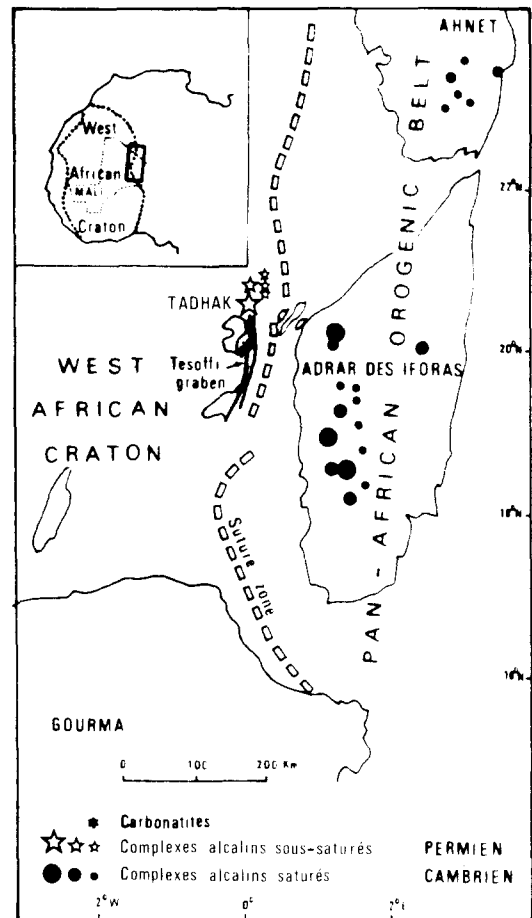 AHNET
West
African
MALI
Craton
BELT
22°N
TADHAK
Tesoffi
graben
WEST
AFRICAN
CRATON
20°N
ADRAR DES IFORAS
PAN-AFRICAN OROGENIC
18°N
Suture zone
16°N
GOURMA
0 100 200 Km
Carbonatites
Complexes alcalins sous-saturés PERMIEN
Complexes alcalins saturés CAMBRIEN
2°W 0°